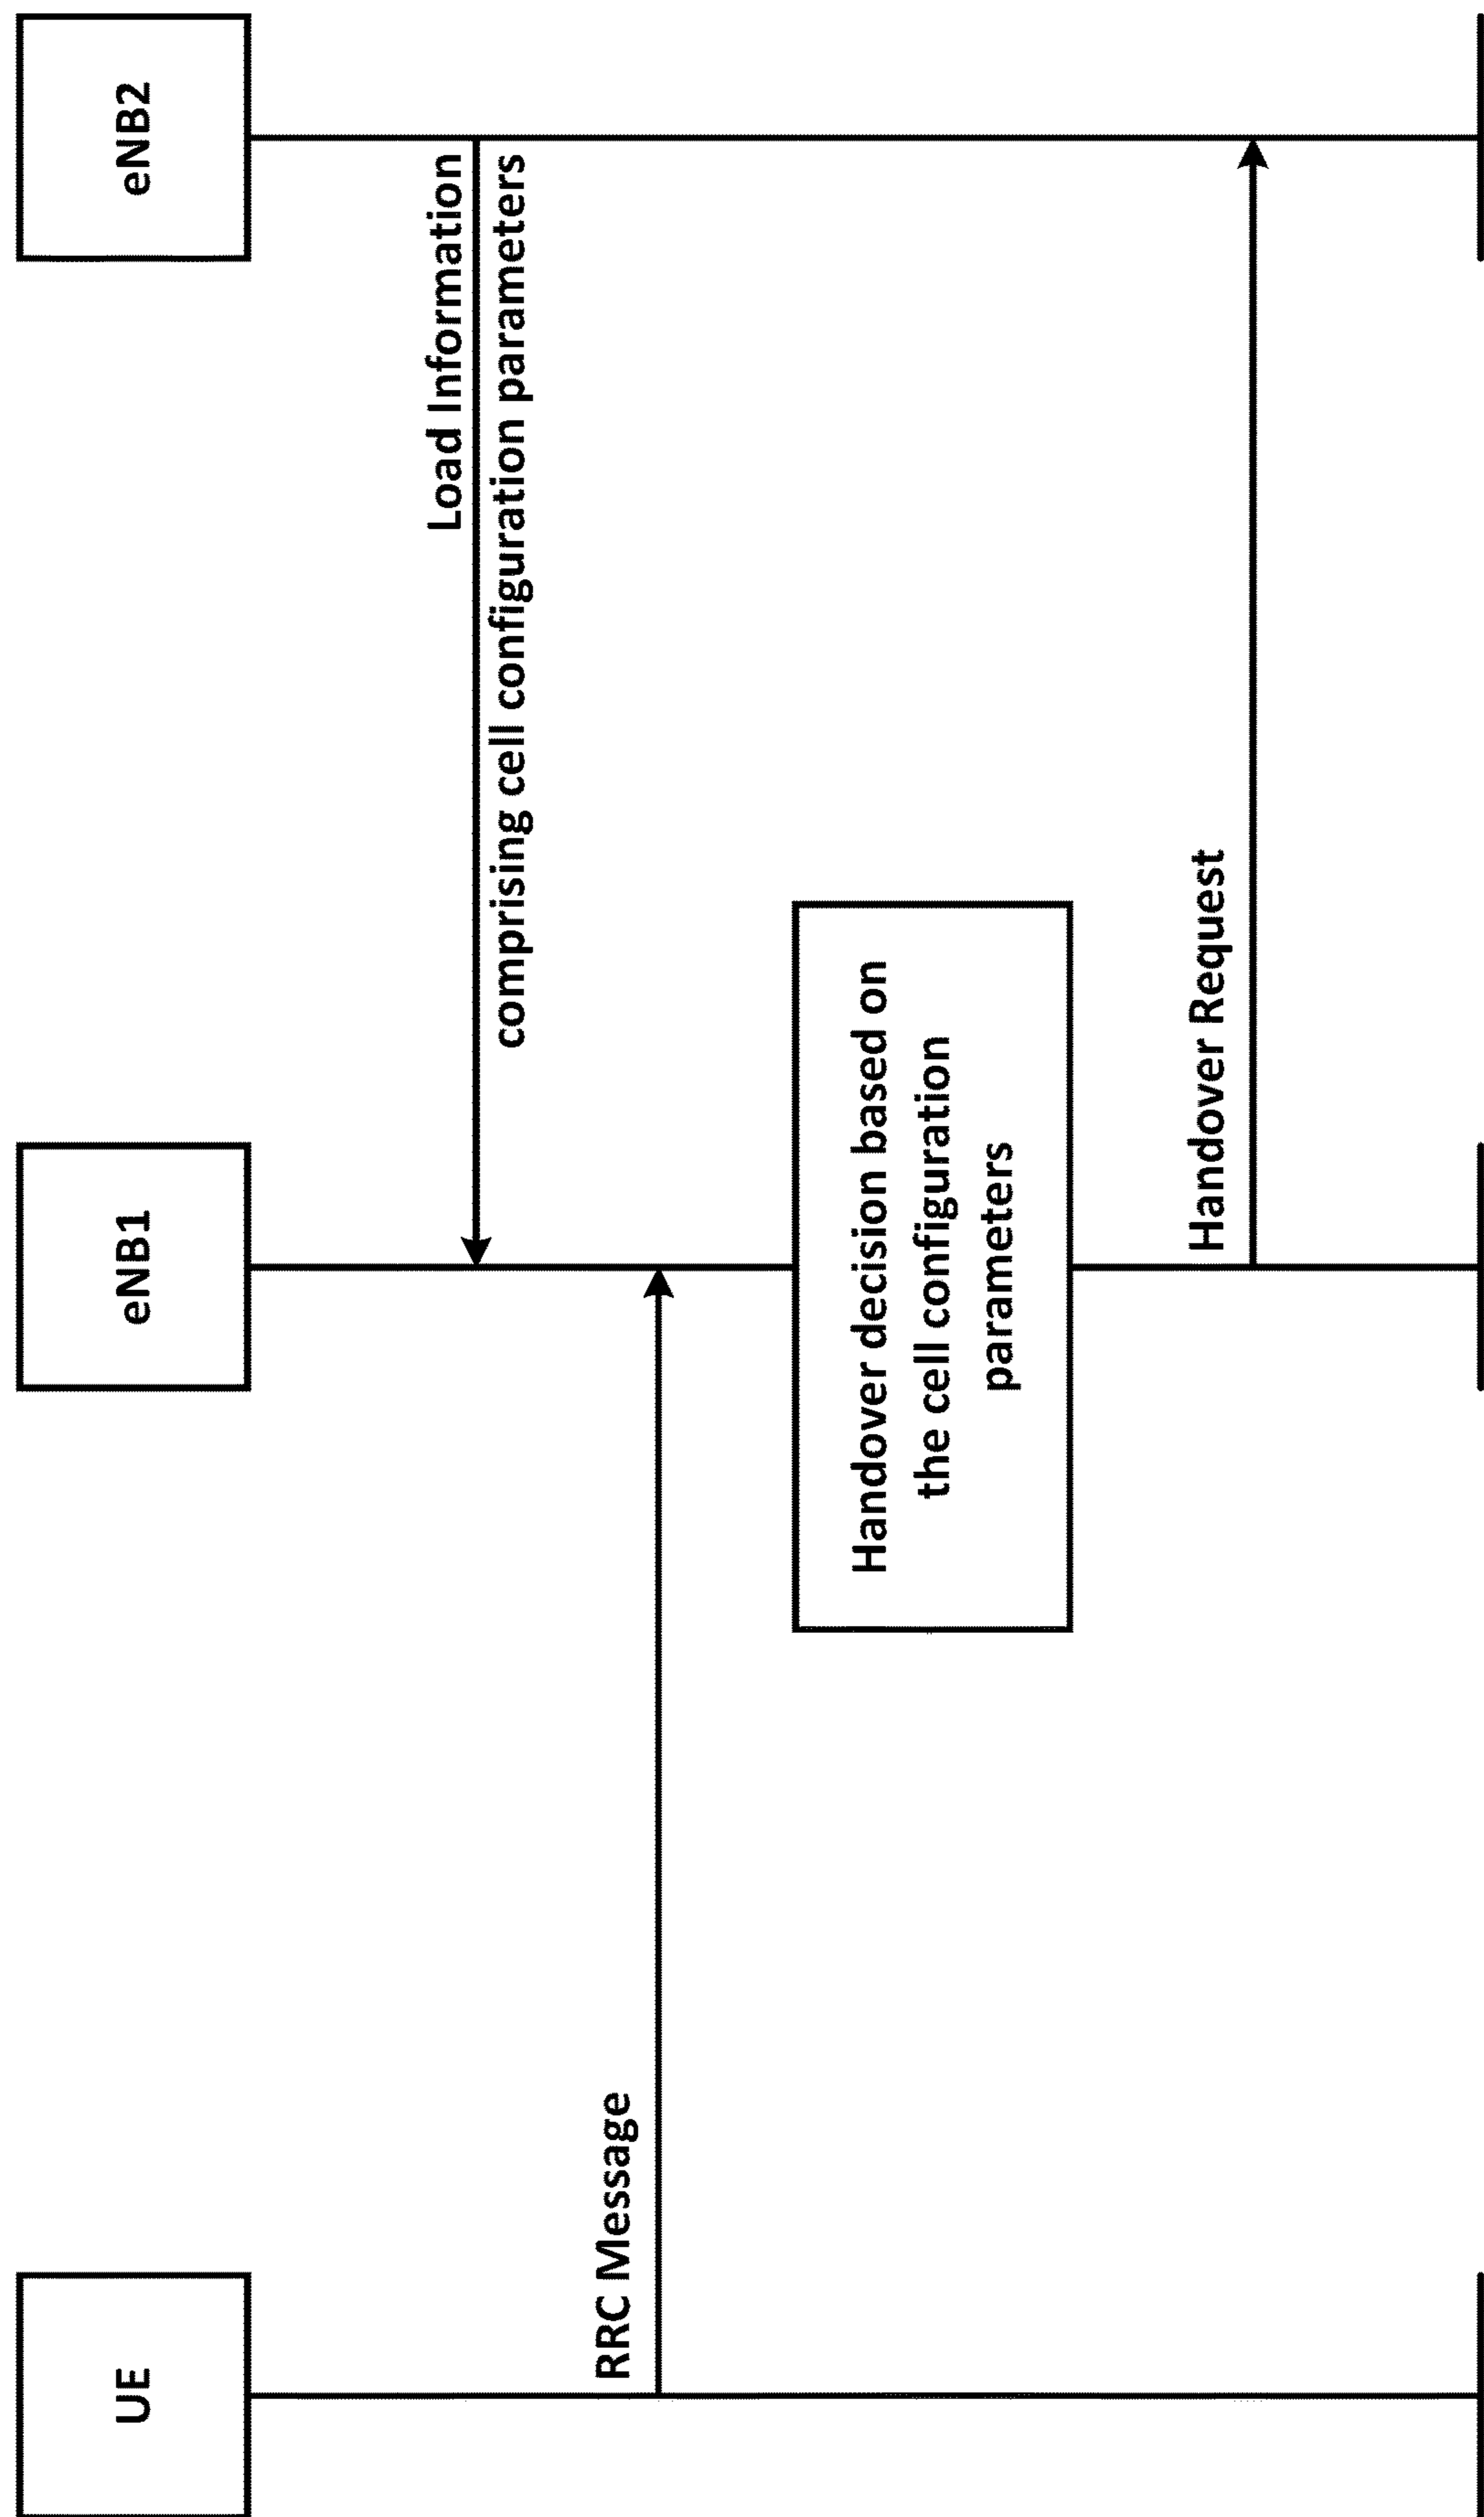 UE
eNB1
eNB2
Load Information
comprising cell configuration parameters
RRC Message
Handover decision based on
the cell configuration
parameters
Handover Request